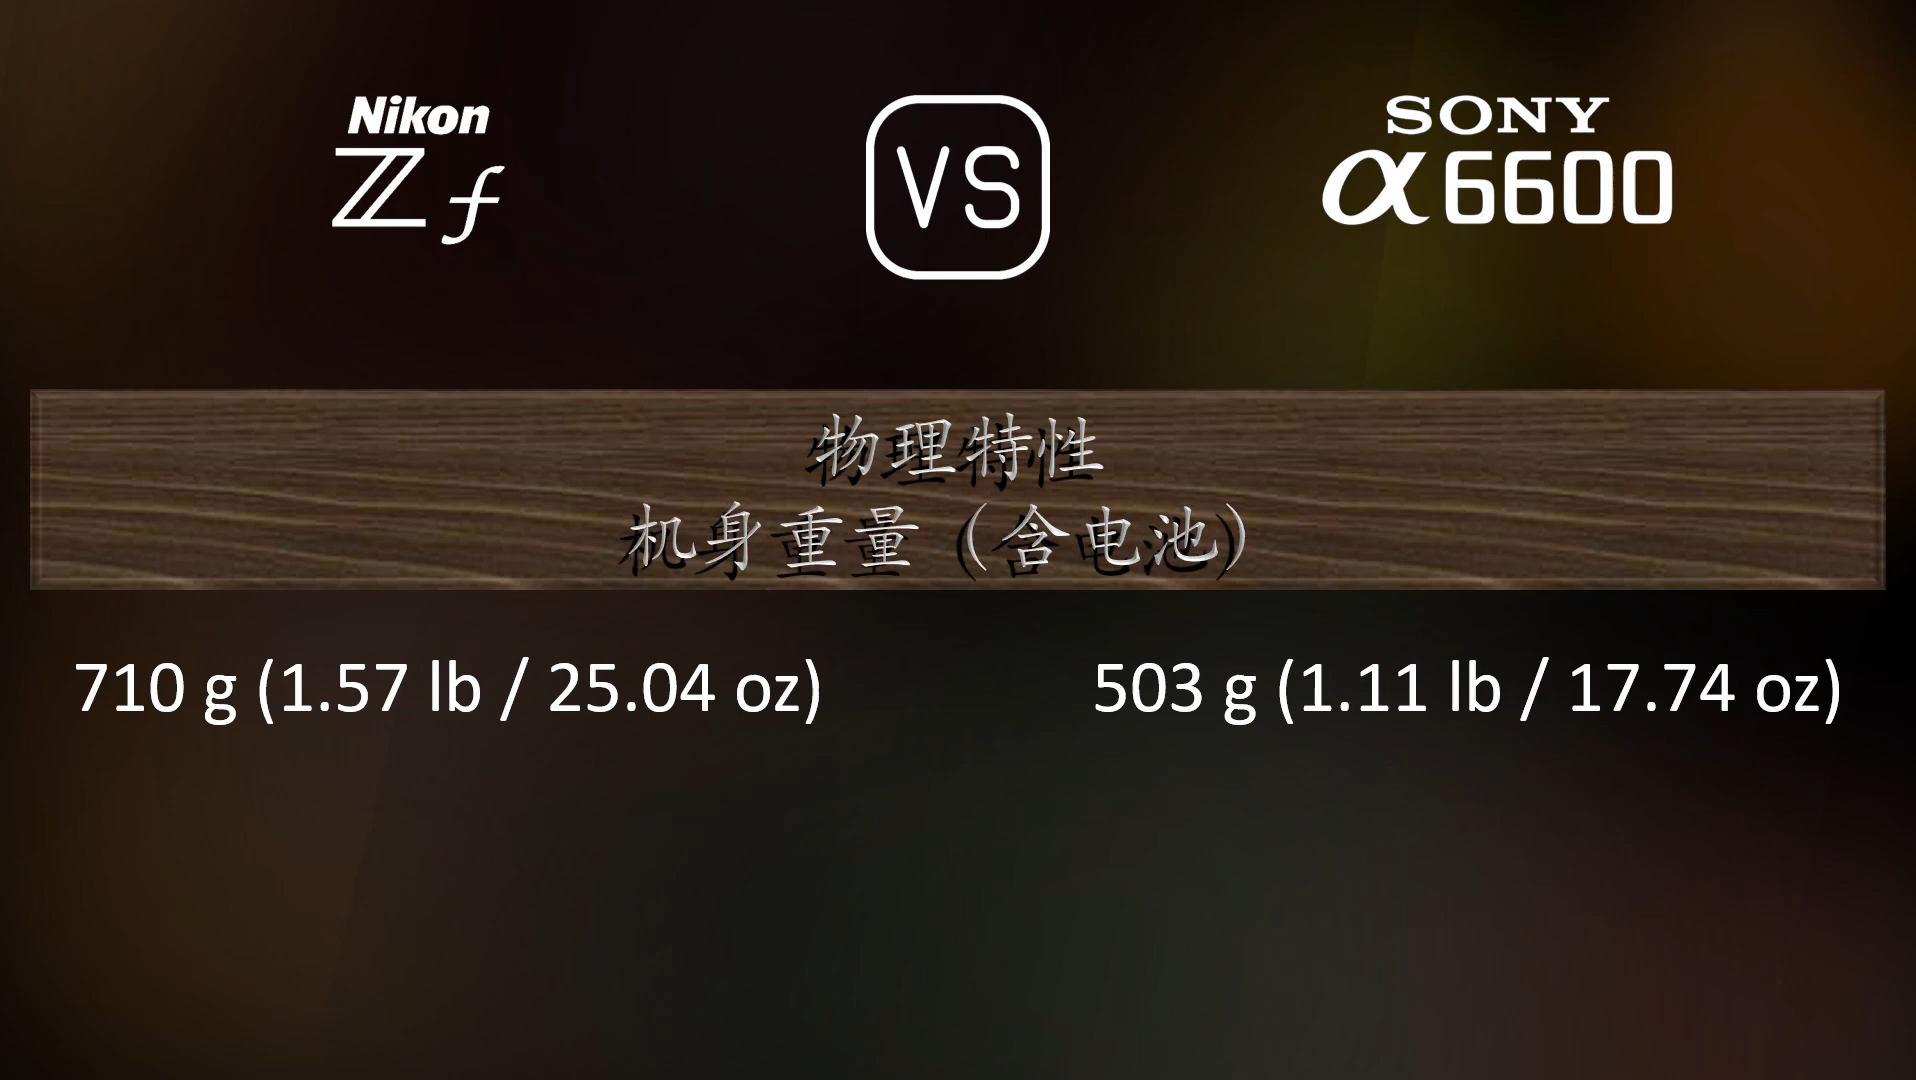 Nikon
Z f
VS
SONY
α6600
物理特性
机身重量（含电池）
710 g (1.57 lb / 25.04 oz)
503 g (1.11 lb / 17.74 oz)